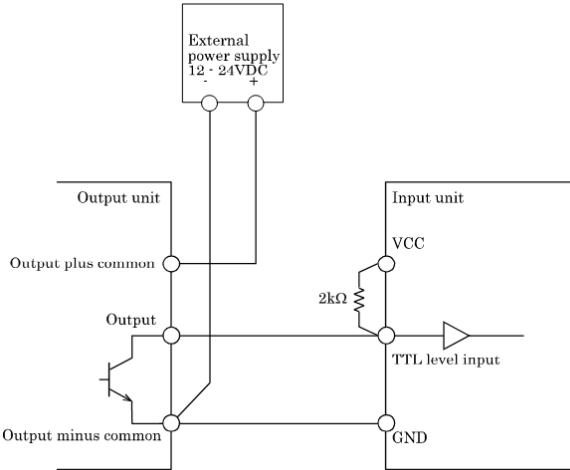 External
power supply
12 - 24VDC
- +
Output unit
Input unit
VCC
Output plus common
2kΩ
Output
TTL level input
Output minus common
GND